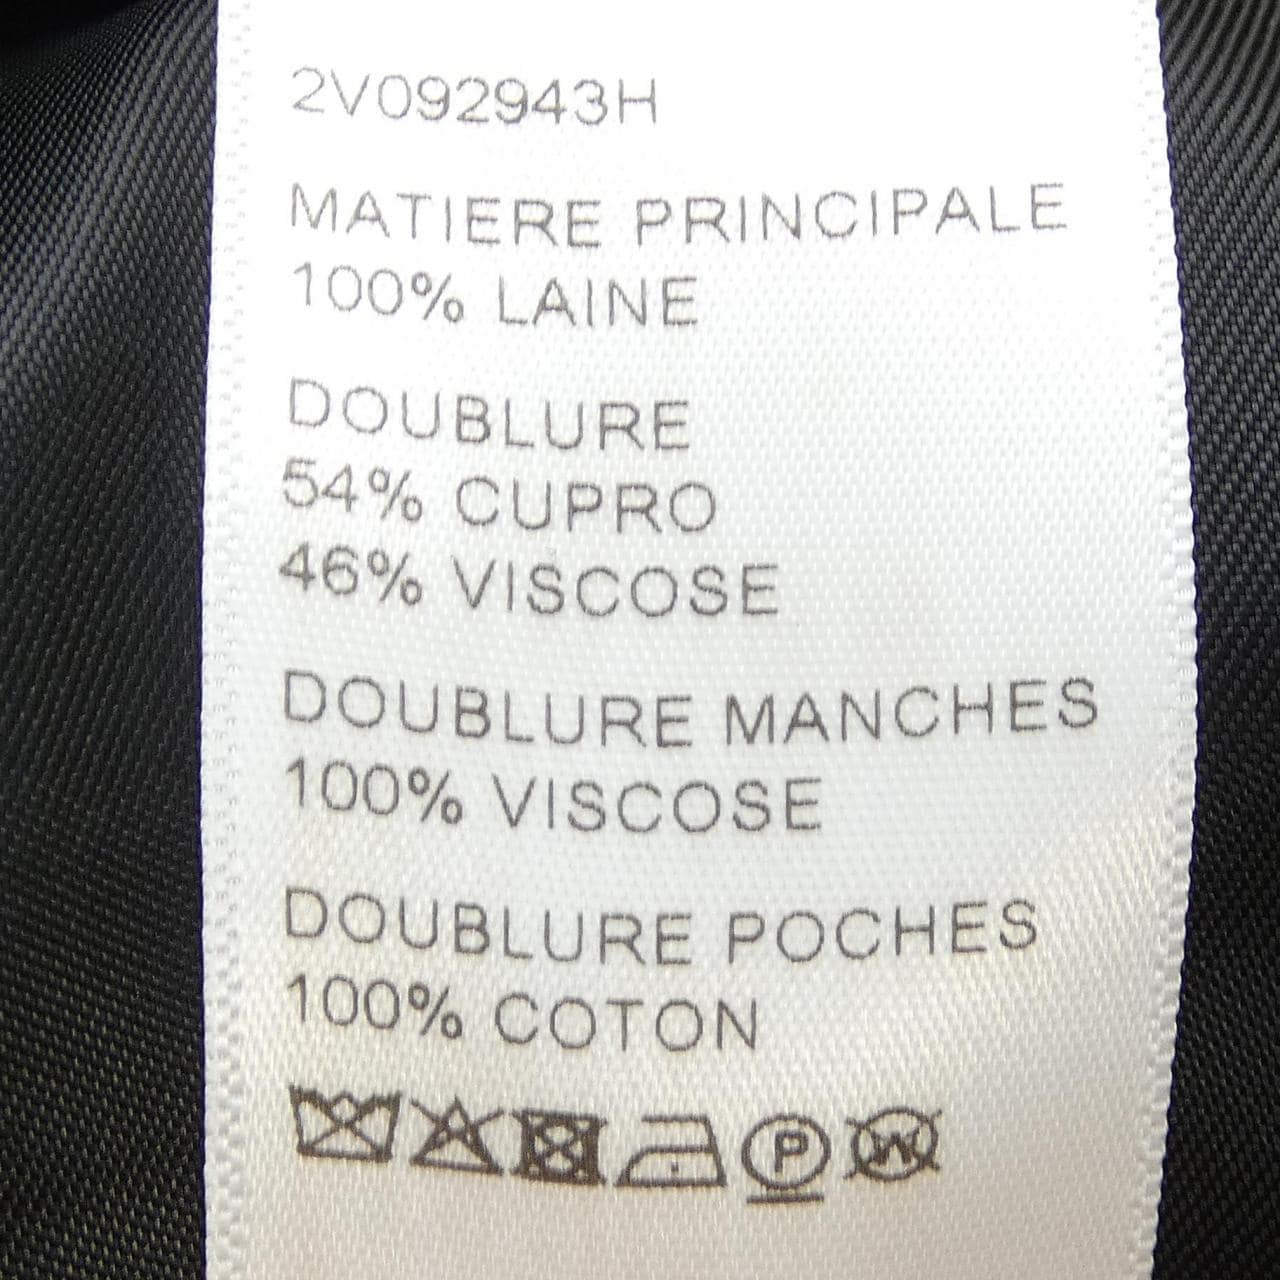 2V092943H
MATIERE PRINCIPALE
100% LAINE
DOUBLURE
54% CUPRO
46% VISCOSE
DOUBLURE MANCHES
100% VISCOSE
DOUBLURE POCHES
100% COTON
P W